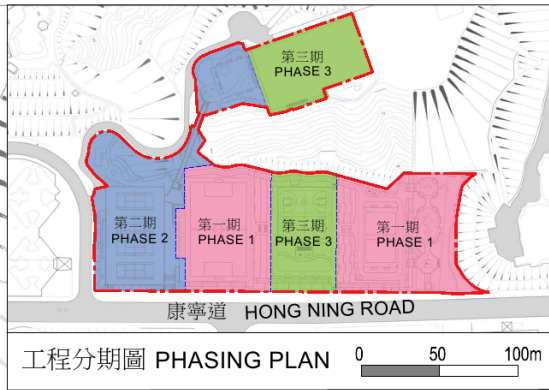 第三期
PHASE 3
第二期
PHASE 2
第一期
PHASE 1
第三期
PHASE 3
第一期
PHASE 1
康寧道 HONG NING ROAD
工程分期圖 PHASING PLAN
0 50 100m